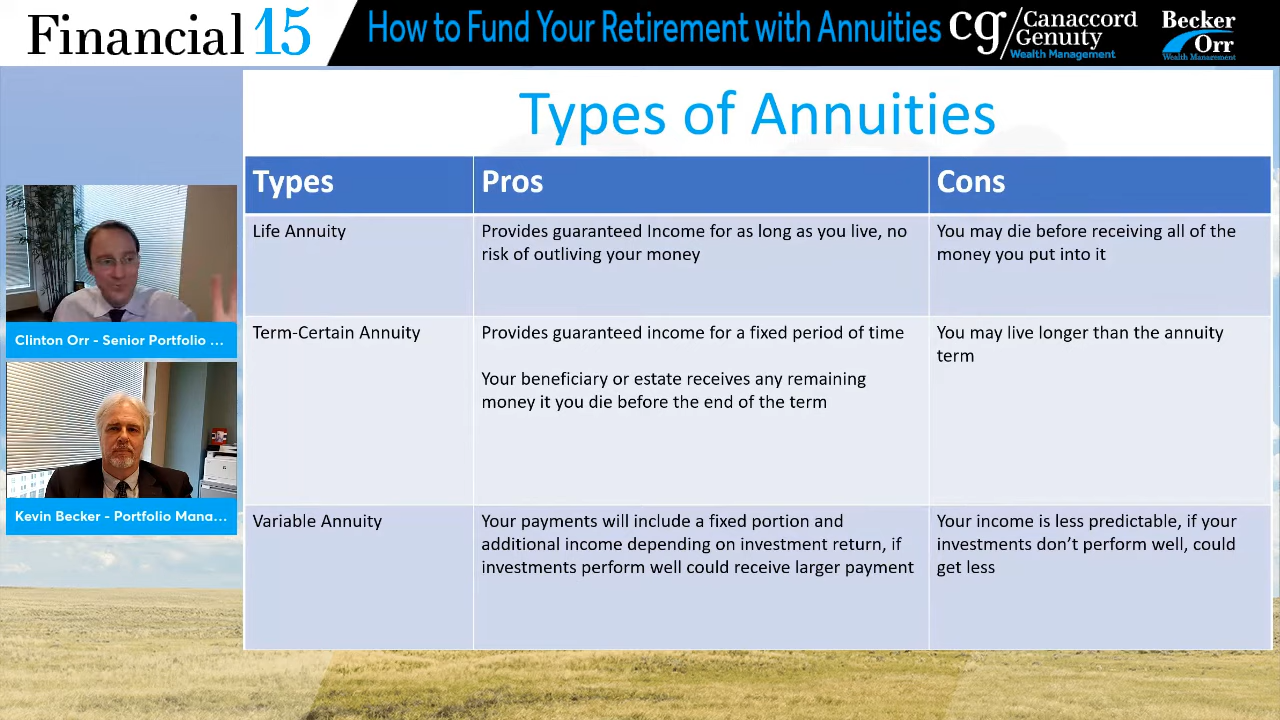 Financial 15
How to Fund Your Retirement with Annuities
cg/Canaccord
Genuity
Wealth Management
Becker
Orr
Wealth Management
Types of Annuities
Types
Pros
Cons
Life Annuity
Provides guaranteed Income for as long as you live, no
risk of outliving your money
You may die before receiving all of the
money you put into it
Term-Certain Annuity
Provides guaranteed income for a fixed period of time
Your beneficiary or estate receives any remaining
money it you die before the end of the term
You may live longer than the annuity
term
Variable Annuity
Your payments will include a fixed portion and
additional income depending on investment return, if
investments perform well could receive larger payment
Your income is less predictable, if your
investments don’t perform well, could
get less
Clinton Orr - Senior Portfolio ...
Kevin Becker - Portfolio Mana...